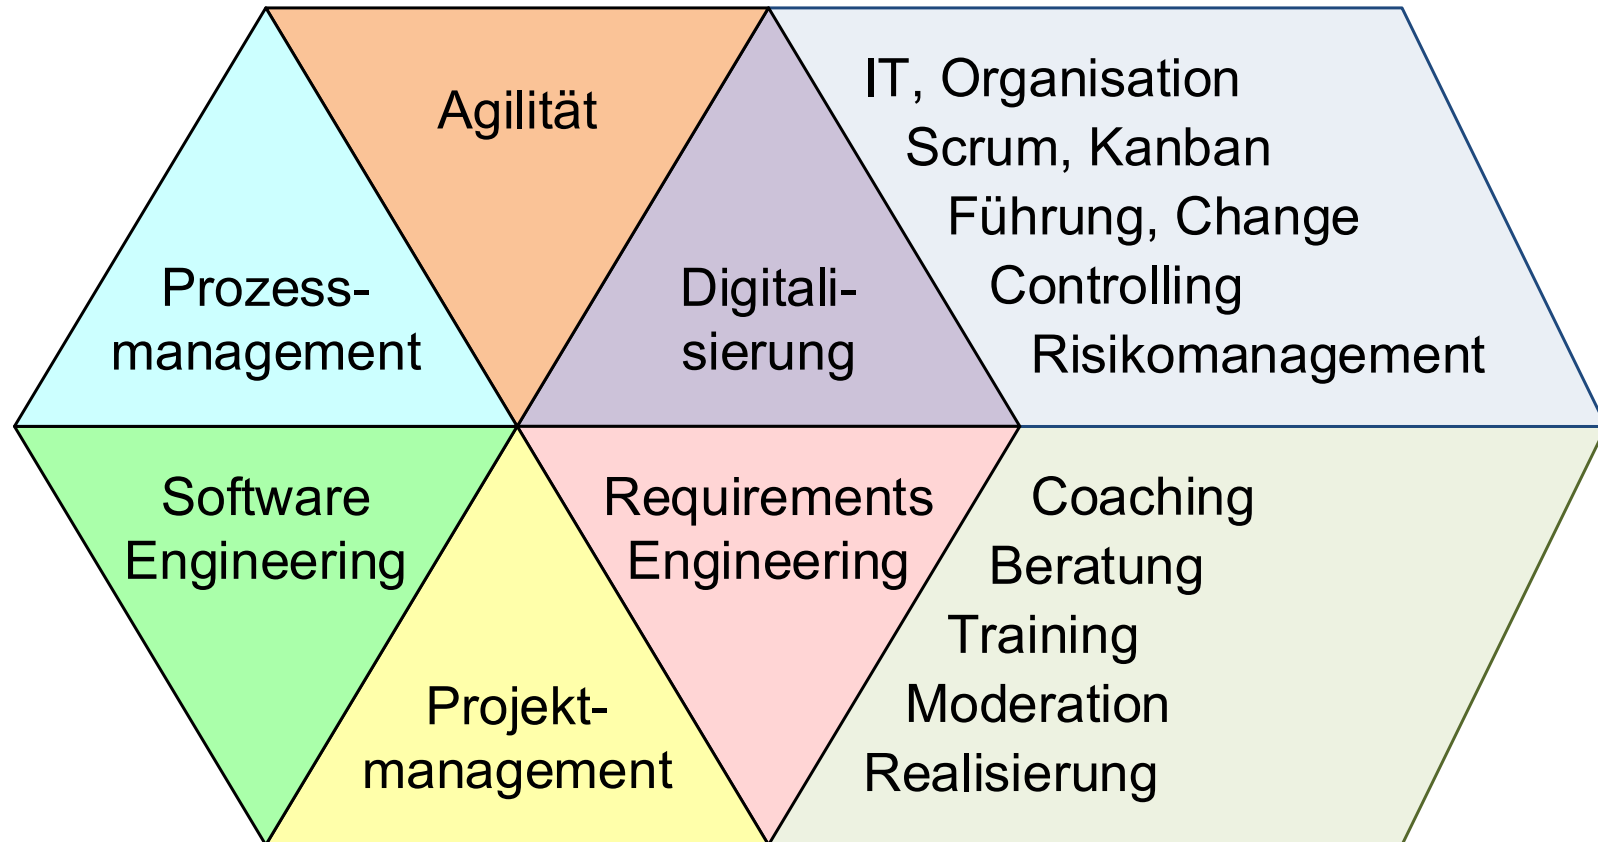 Agilität
Prozess-
management
Digitali-
sierung
IT, Organisation
Scrum, Kanban
Führung, Change
Controlling
Risikomanagement
Software
Engineering
Projekt-
management
Requirements
Engineering
Coaching
Beratung
Training
Moderation
Realisierung